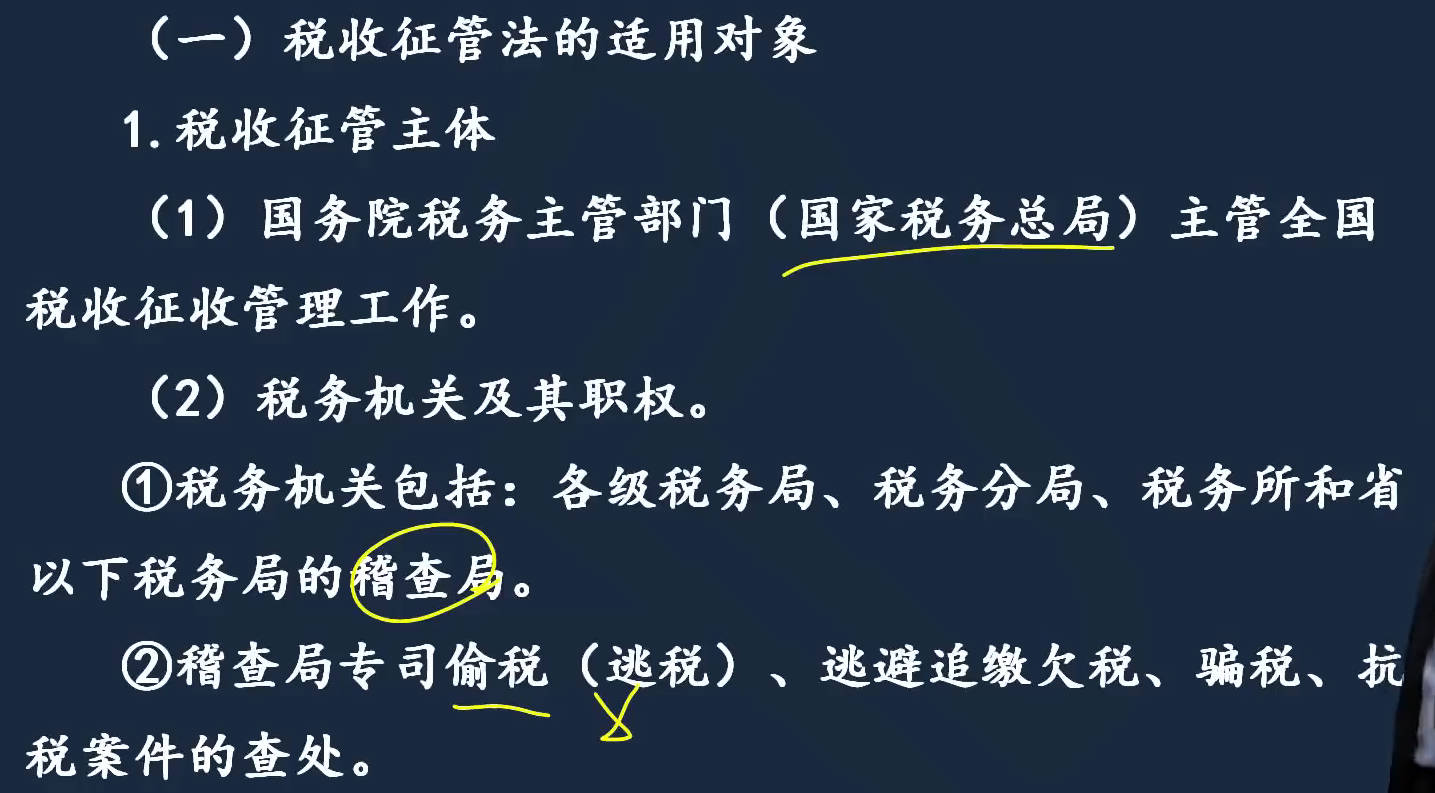 （一）税收征管法的适用对象
1.税收征管主体
（1）国务院税务主管部门（国家税务总局）主管全国
税收征收管理工作。
（2）税务机关及其职权。
①税务机关包括：各级税务局、税务分局、税务所和省
以下税务局的稽查局。
②稽查局专司偷税（逃税）、逃避追缴欠税、骗税、抗
税案件的查处。